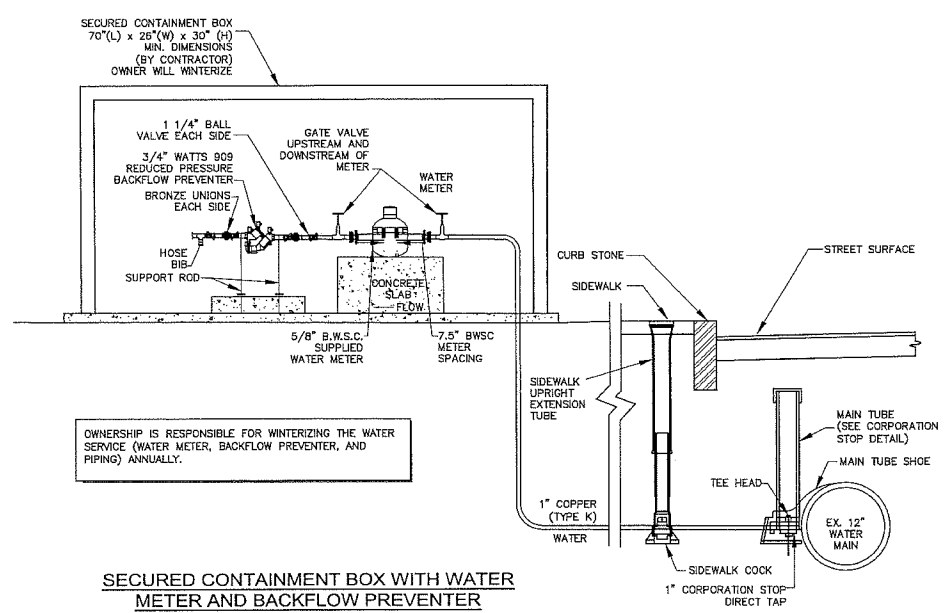 SECURED CONTAINMENT BOX
70"(L) x 26"(W) x 30" (H)
MIN. DIMENSIONS
(BY CONTRACTOR)
OWNER WILL WINTERIZE
1 1/4" BALL
VALVE EACH SIDE
3/4" WATTS 909
REDUCED PRESSURE
BACKFLOW PREVENTER
BRONZE UNIONS
EACH SIDE
GATE VALVE
UPSTREAM AND
DOWNSTREAM OF
METER
WATER
METER
HOSE
BIB
SUPPORT ROD
CONCRETE
SLAB
FLOW
5/8" B.W.S.C.
SUPPLIED
WATER METER
7.5" BWSC
METER
SPACING
CURB STONE
SIDEWALK
STREET SURFACE
SIDEWALK
UPRIGHT
EXTENSION
TUBE
MAIN TUBE
(SEE CORPORATION
STOP DETAIL)
MAIN TUBE SHOE
TEE HEAD
EX. 12"
WATER
MAIN
1" COPPER
(TYPE K)
WATER
SIDEWALK COCK
1" CORPORATION STOP
DIRECT TAP
OWNERSHIP IS RESPONSIBLE FOR WINTERIZING THE WATER
SERVICE (WATER METER, BACKFLOW PREVENTER, AND
PIPING) ANNUALLY.
SECURED CONTAINMENT BOX WITH WATER
METER AND BACKFLOW PREVENTER